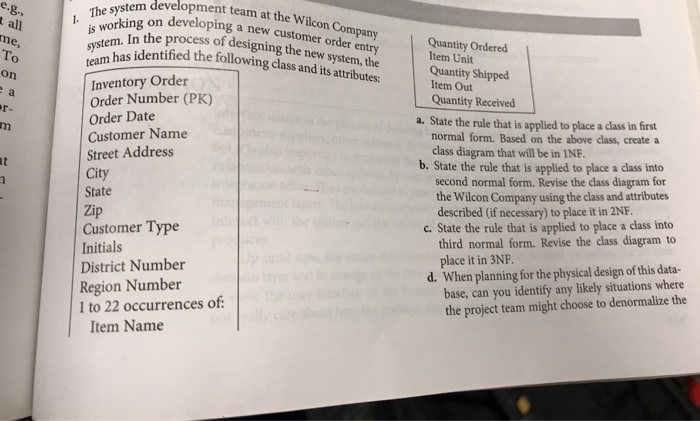 e.g.,
t all
me,
To
on
e a
or-
m
at
n
1. The system development team at the Wilcon Company
is working on developing a new customer order entry
system. In the process of designing the new system, the
team has identified the following class and its attributes:
Inventory Order
Order Number (PK)
Order Date
Customer Name
Street Address
City
State
Zip
Customer Type
Initials
District Number
Region Number
1 to 22 occurrences of:
Item Name
Quantity Ordered
Item Unit
Quantity Shipped
Item Out
Quantity Received
a. State the rule that is applied to place a class in first
normal form. Based on the above class, create a
class diagram that will be in 1NF.
b. State the rule that is applied to place a class into
second normal form. Revise the class diagram for
the Wilcon Company using the class and attributes
described (if necessary) to place it in 2NF.
c. State the rule that is applied to place a class into
third normal form. Revise the class diagram to
place it in 3NF.
d. When planning for the physical design of this data-
base, can you identify any likely situations where
the project team might choose to denormalize the